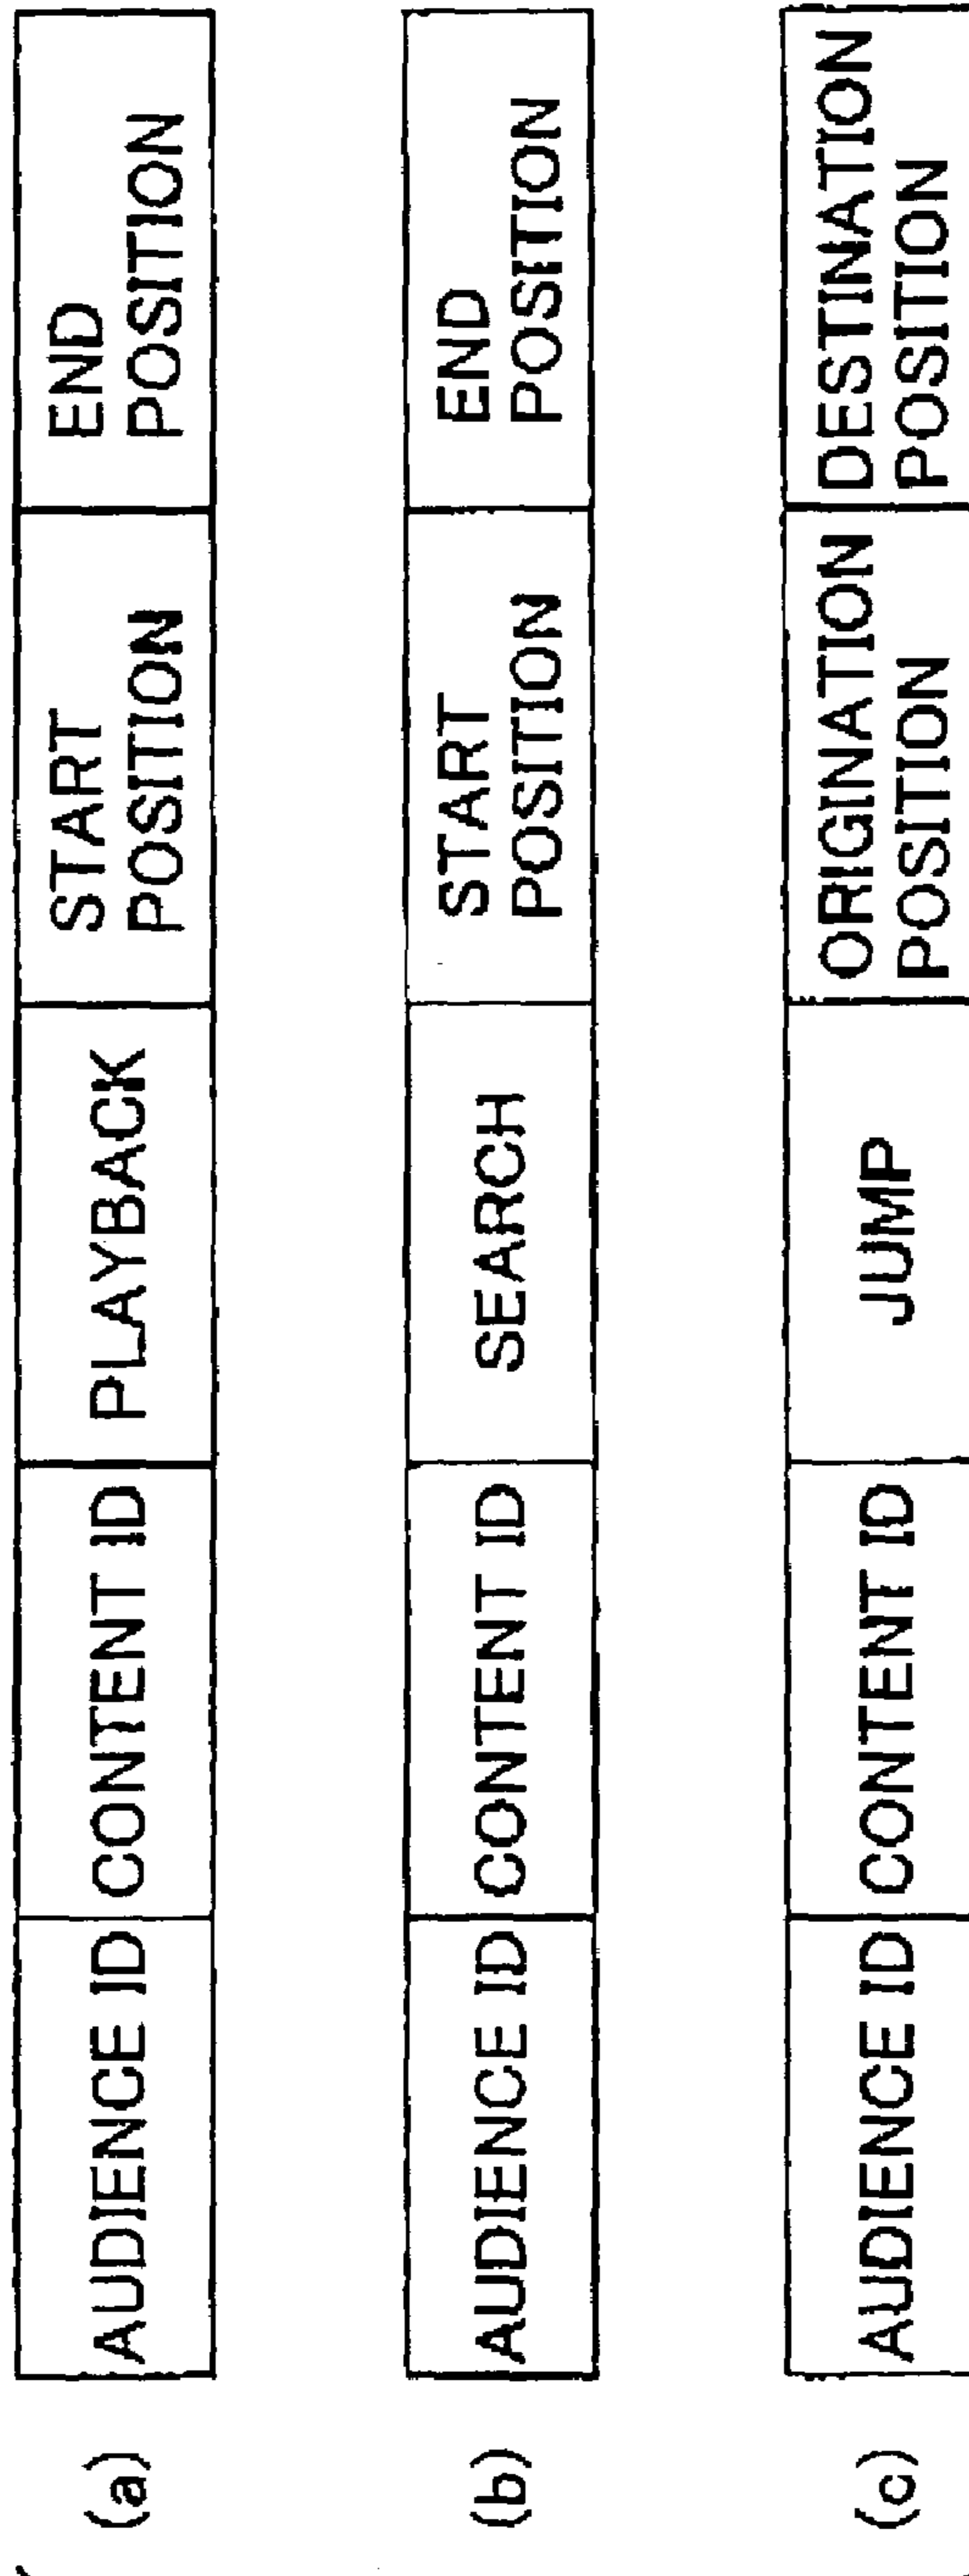 (a) AUDIENCE ID CONTENT ID PLAYBACK START POSITION END POSITION
(b) AUDIENCE ID CONTENT ID SEARCH START POSITION END POSITION
(c) AUDIENCE ID CONTENT ID JUMP ORIGINATION POSITION DESTINATION POSITION